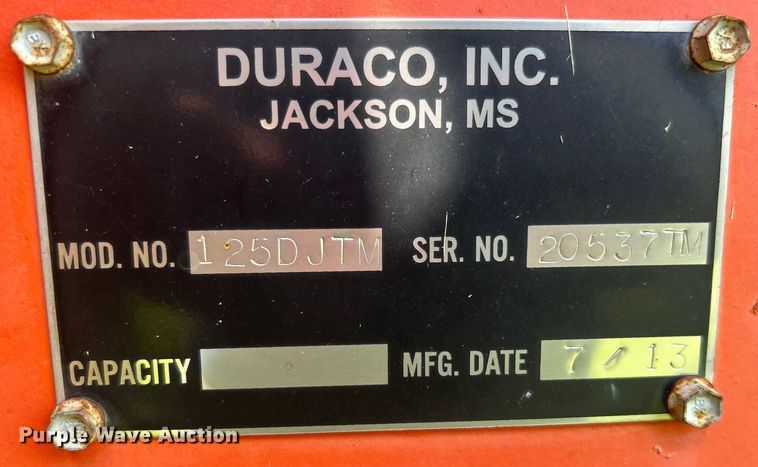 DURACO, INC.
JACKSON, MS
MOD. NO. 125DJTM SER. NO. 20537TM
CAPACITY MFG. DATE 7/13
Purple Wave Auction